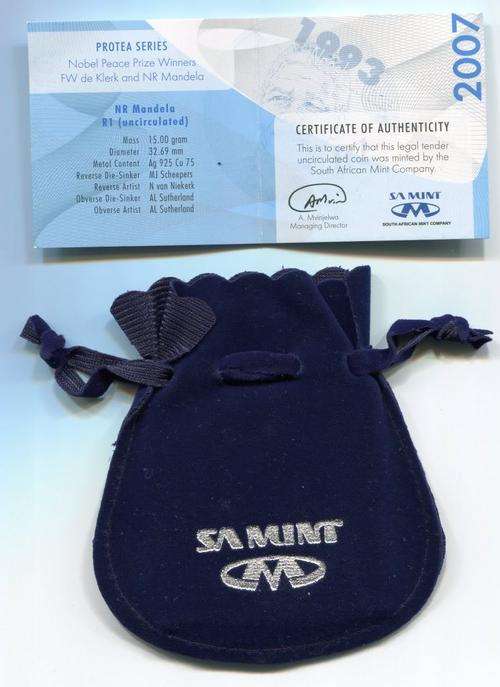 PROTEA SERIES
Nobel Peace Prize Winners
FW de Klerk and NR Mandela
NR Mandela
R1 (uncirculated)
Mass 15.00 gram
Diameter 32.69 mm
Metal Content Ag 925 Cu 75
Reverse Die-Sinker MJ Scheepers
Reverse Artist N van Niekerk
Obverse Die-Sinker AL Sutherland
Obverse Artist AL Sutherland
1993
2007
CERTIFICATE OF AUTHENTICITY
This is to certify that this legal tender
uncirculated coin was minted by the
South African Mint Company.
A. Mvinjelwa
Managing Director
SA MINT
SOUTH AFRICAN MINT COMPANY
SA MINT